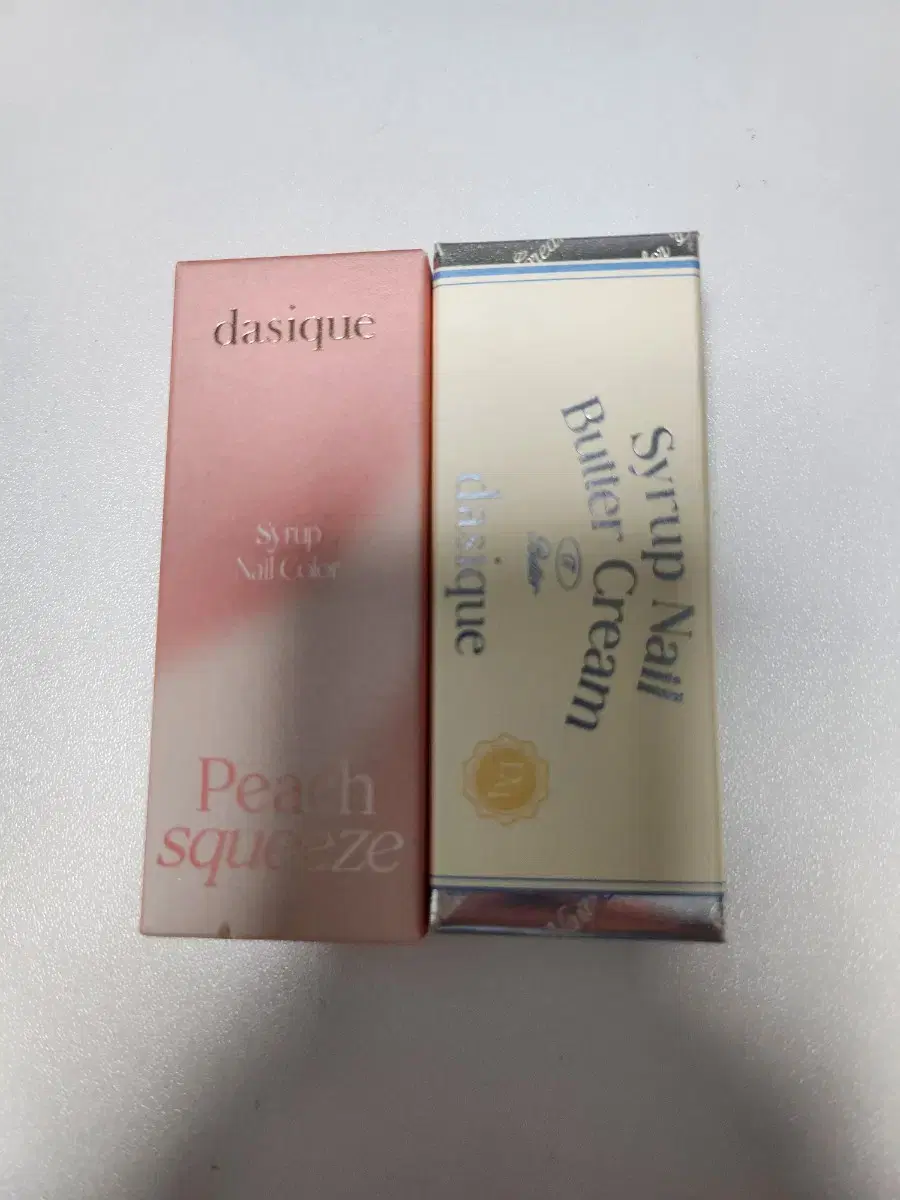 dasique
Syrup
Nail Color
Peach
squeeze
Syrup Nail
Butter Cream
dasique